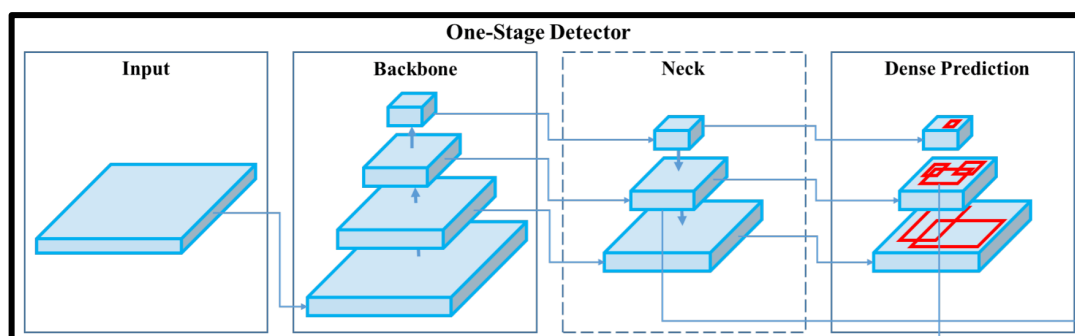 One-Stage Detector
Input
Backbone
Neck
Dense Prediction